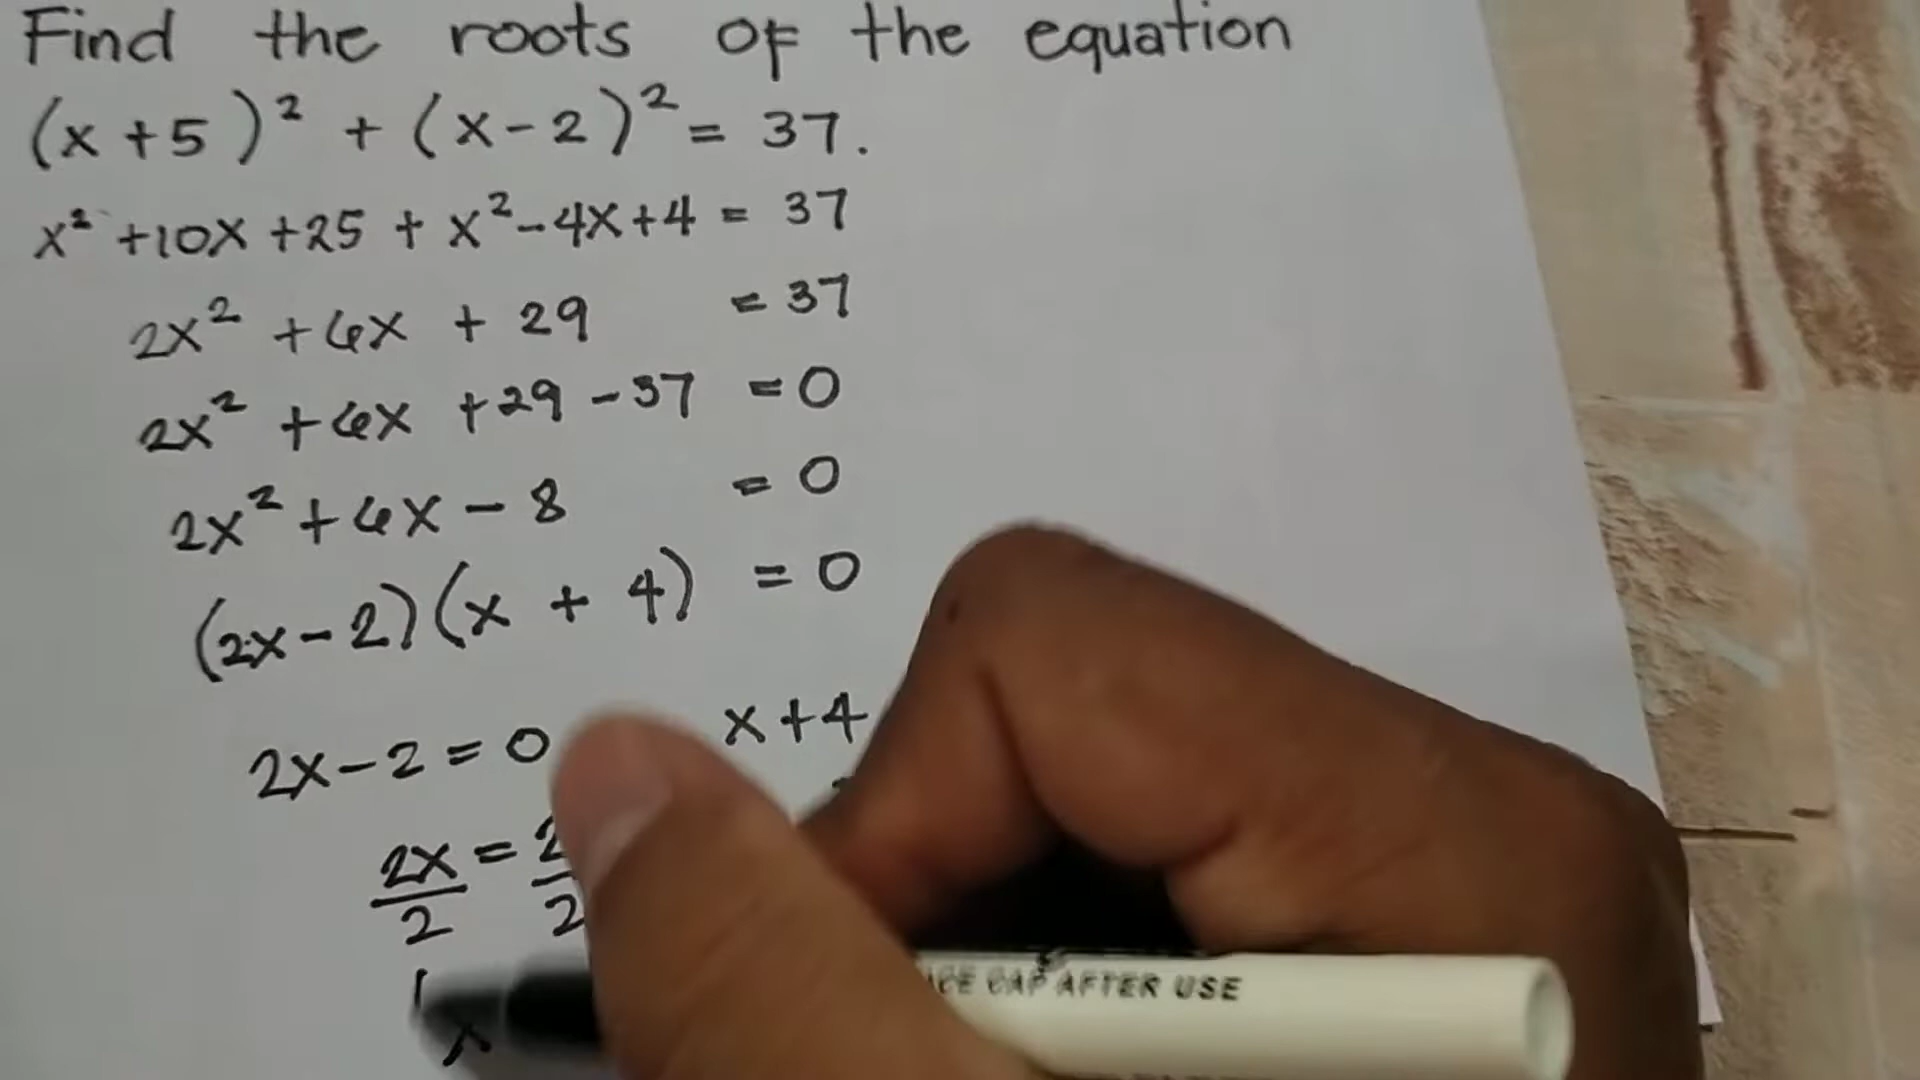 Find the roots of the equation
(x+5)² + (x-2)² = 37.
x² +10x +25 + x² -4x +4 = 37
2x² +6x + 29 = 37
2x² +6x +29 -37 =0
2x² +6x - 8 = 0
(2x-2)(x + 4) = 0
2x-2=0 x+4
2x/2 = 2/2
x
CAP AFTER USE